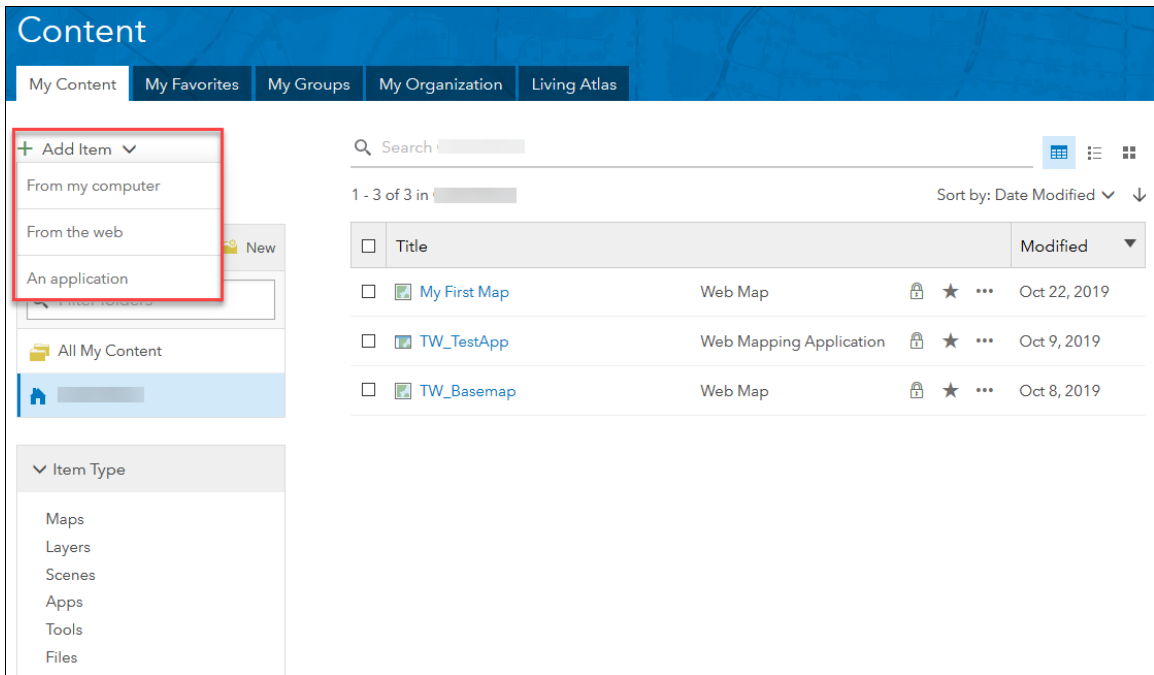 Content
My Content My Favorites My Groups My Organization Living Atlas
+ Add Item
From my computer
From the web
An application
New
All My Content
Item Type
Maps
Layers
Scenes
Apps
Tools
Files
Search
1 - 3 of 3 in
Sort by: Date Modified
Title Modified
My First Map Web Map Oct 22, 2019
TW_TestApp Web Mapping Application Oct 9, 2019
TW_Basemap Web Map Oct 8, 2019